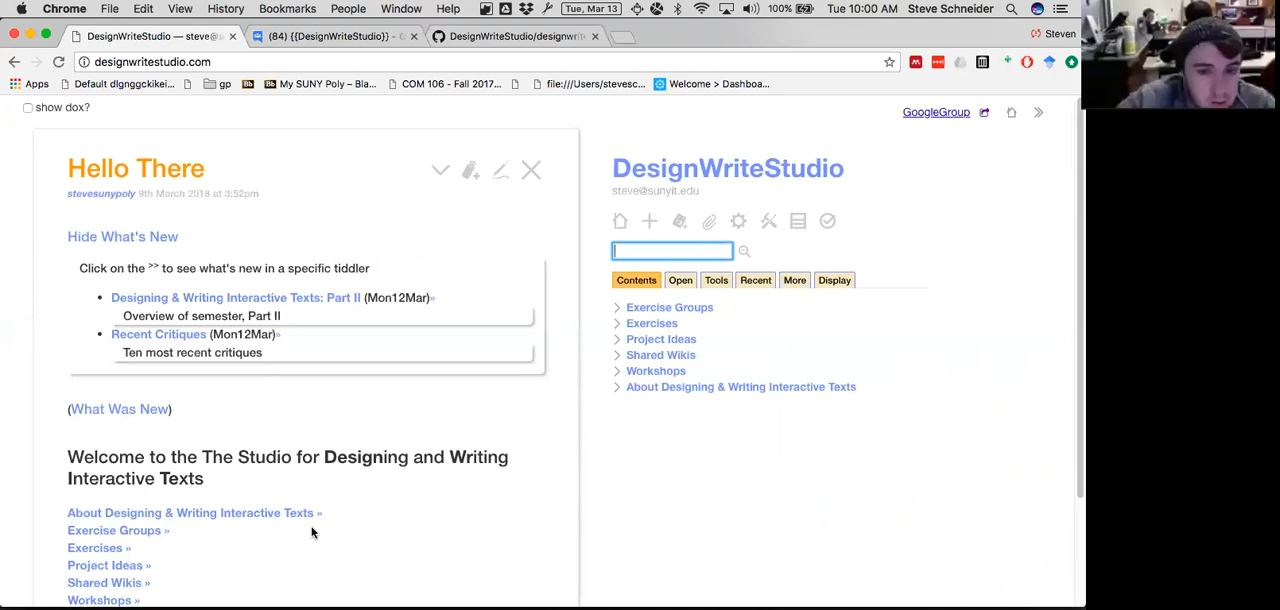 Chrome File Edit View History Bookmarks People Window Help Tue, Mar 13 100% Tue 10:00 AM Steve Schneider
DesignWriteStudio — steve@s (84) {{DesignWriteStudio}} - G DesignWriteStudio/designwrit Steven
designwritestudio.com
Apps Default dlgnggckikei... gp Bb My SUNY Poly – Bla... COM 106 - Fall 2017... file:///Users/stevesc... Welcome > Dashboa...
show dox?
GoogleGroup
Hello There
stevesunypoly 9th March 2018 at 3:52pm
Hide What's New
Click on the >> to see what's new in a specific tiddler
• Designing & Writing Interactive Texts: Part II (Mon12Mar)»
Overview of semester, Part II
• Recent Critiques (Mon12Mar)»
Ten most recent critiques
(What Was New)
Welcome to the The Studio for Designing and Writing
Interactive Texts
About Designing & Writing Interactive Texts »
Exercise Groups »
Exercises »
Project Ideas »
Shared Wikis »
Workshops »
DesignWriteStudio
steve@sunyit.edu
Contents Open Tools Recent More Display
Exercise Groups
Exercises
Project Ideas
Shared Wikis
Workshops
About Designing & Writing Interactive Texts